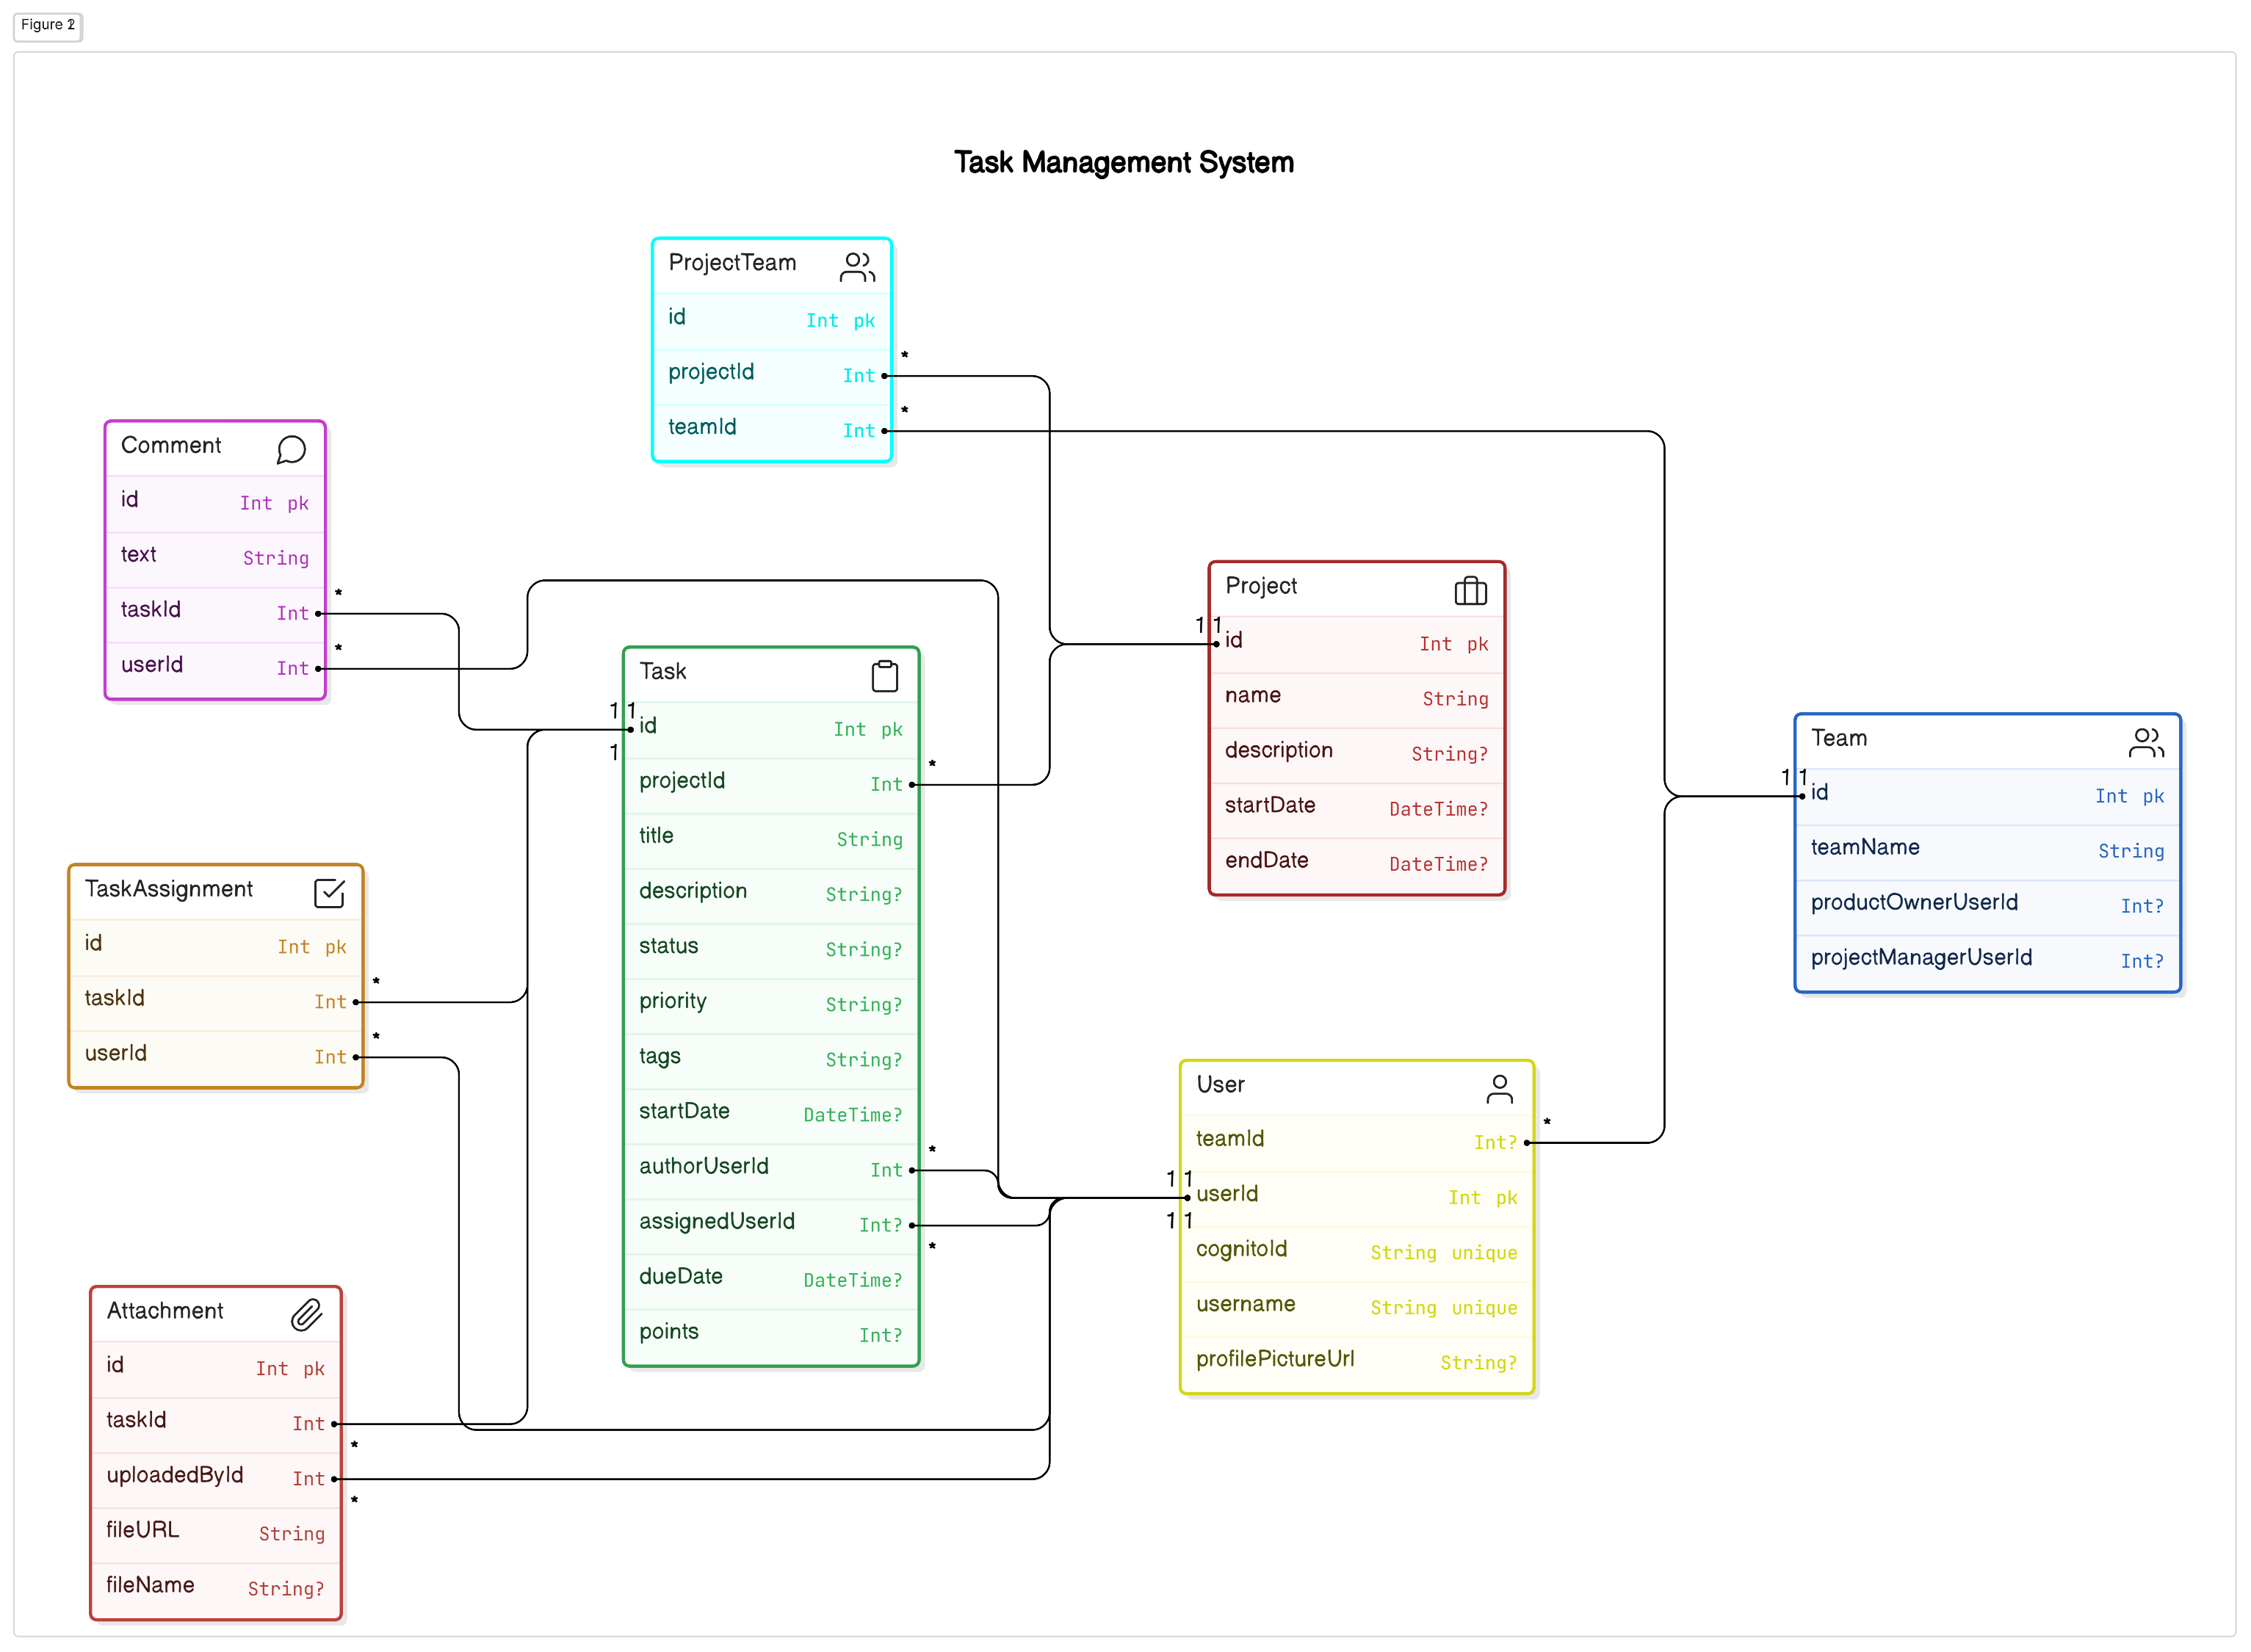 Figure
Task Management System
ProjectTeam
id Int pk
projectId Int *
teamId Int *
Comment
id Int pk
text String
taskId Int *
userId Int *
Task
1 1
id Int pk
1
projectId Int *
title String
description String?
status String?
priority String?
tags String?
startDate DateTime?
authorUserId Int *
assignedUserId Int? *
dueDate DateTime?
points Int?
Project
1 1
id Int pk
name String
description String?
startDate DateTime?
endDate DateTime?
Team
1 1
id Int pk
teamName String
productOwnerUserId Int?
projectManagerUserId Int?
TaskAssignment
id Int pk
taskId Int *
userId Int *
User
teamId Int? *
1 1
userId Int pk
1 1
cognitoId String unique
username String unique
profilePictureUrl String?
Attachment
id Int pk
taskId Int *
uploadedById Int *
fileURL String
fileName String?